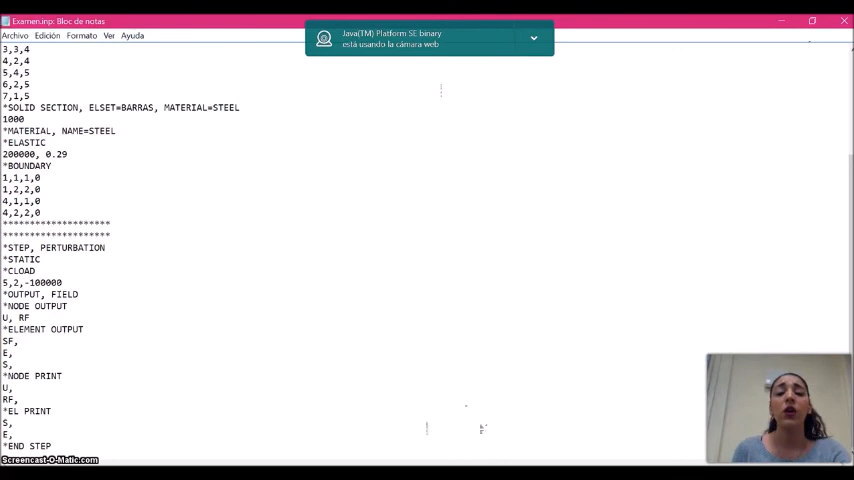 Examen.inp: Bloc de notas
Archivo Edición Formato Ver Ayuda
Java(TM) Platform SE binary
está usando la cámara web
3,3,4
4,2,4
5,4,5
6,2,5
7,1,5
*SOLID SECTION, ELSET=BARRAS, MATERIAL=STEEL
1000
*MATERIAL, NAME=STEEL
*ELASTIC
200000, 0.29
*BOUNDARY
1,1,1,0
1,2,2,0
4,1,1,0
4,2,2,0
********************
********************
*STEP, PERTURBATION
*STATIC
*CLOAD
5,2,-100000
*OUTPUT, FIELD
*NODE OUTPUT
U, RF
*ELEMENT OUTPUT
SF,
E,
S,
*NODE PRINT
U,
RF,
*EL PRINT
S,
E,
*END STEP
Screencast-O-Matic.com